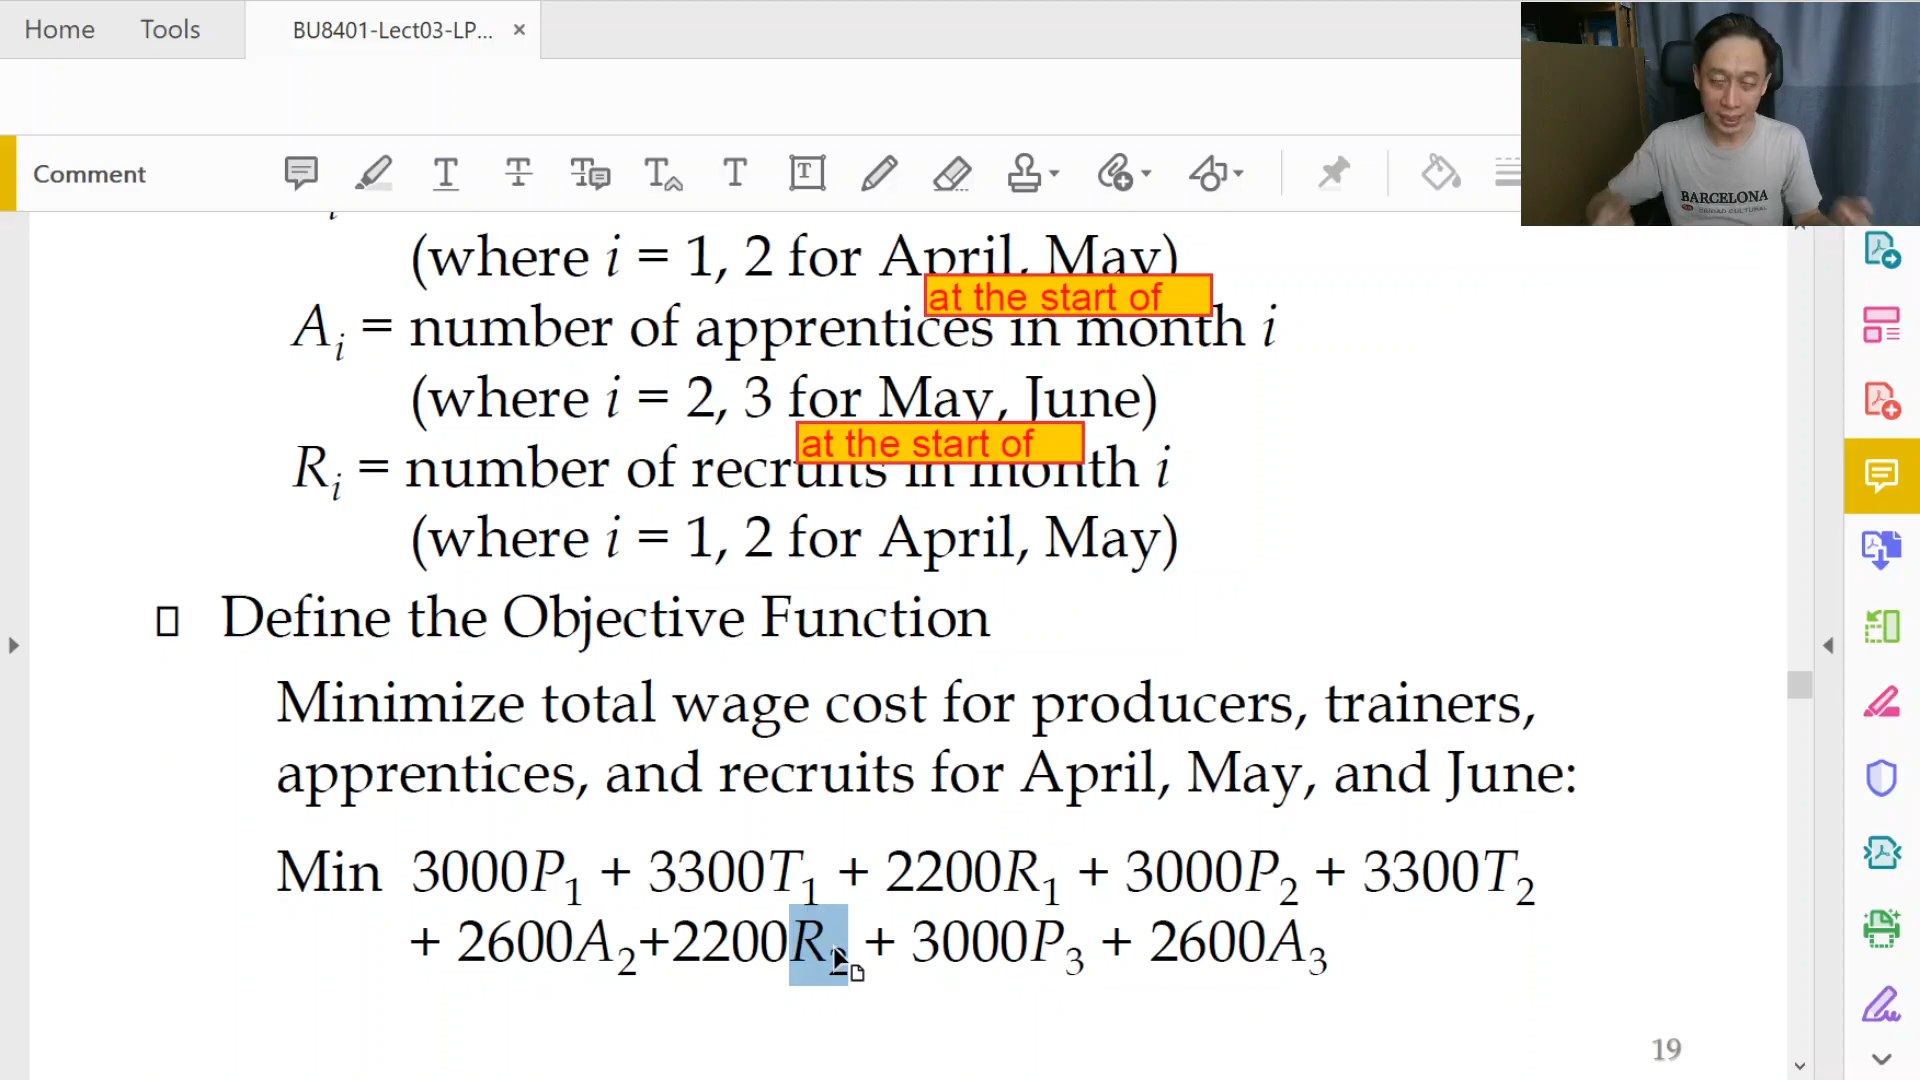 Home Tools BU8401-Lect03-LP... ×
BARCELONA
Comment
i
(where i = 1, 2 for April, May)
at the start of
Ai = number of apprentices in month i
(where i = 2, 3 for May, June)
at the start of
Ri = number of recruits in month i
(where i = 1, 2 for April, May)
Define the Objective Function
Minimize total wage cost for producers, trainers,
apprentices, and recruits for April, May, and June:
Min 3000P1 + 3300T1 + 2200R1 + 3000P2 + 3300T2
+ 2600A2+2200R2 + 3000P3 + 2600A3
19